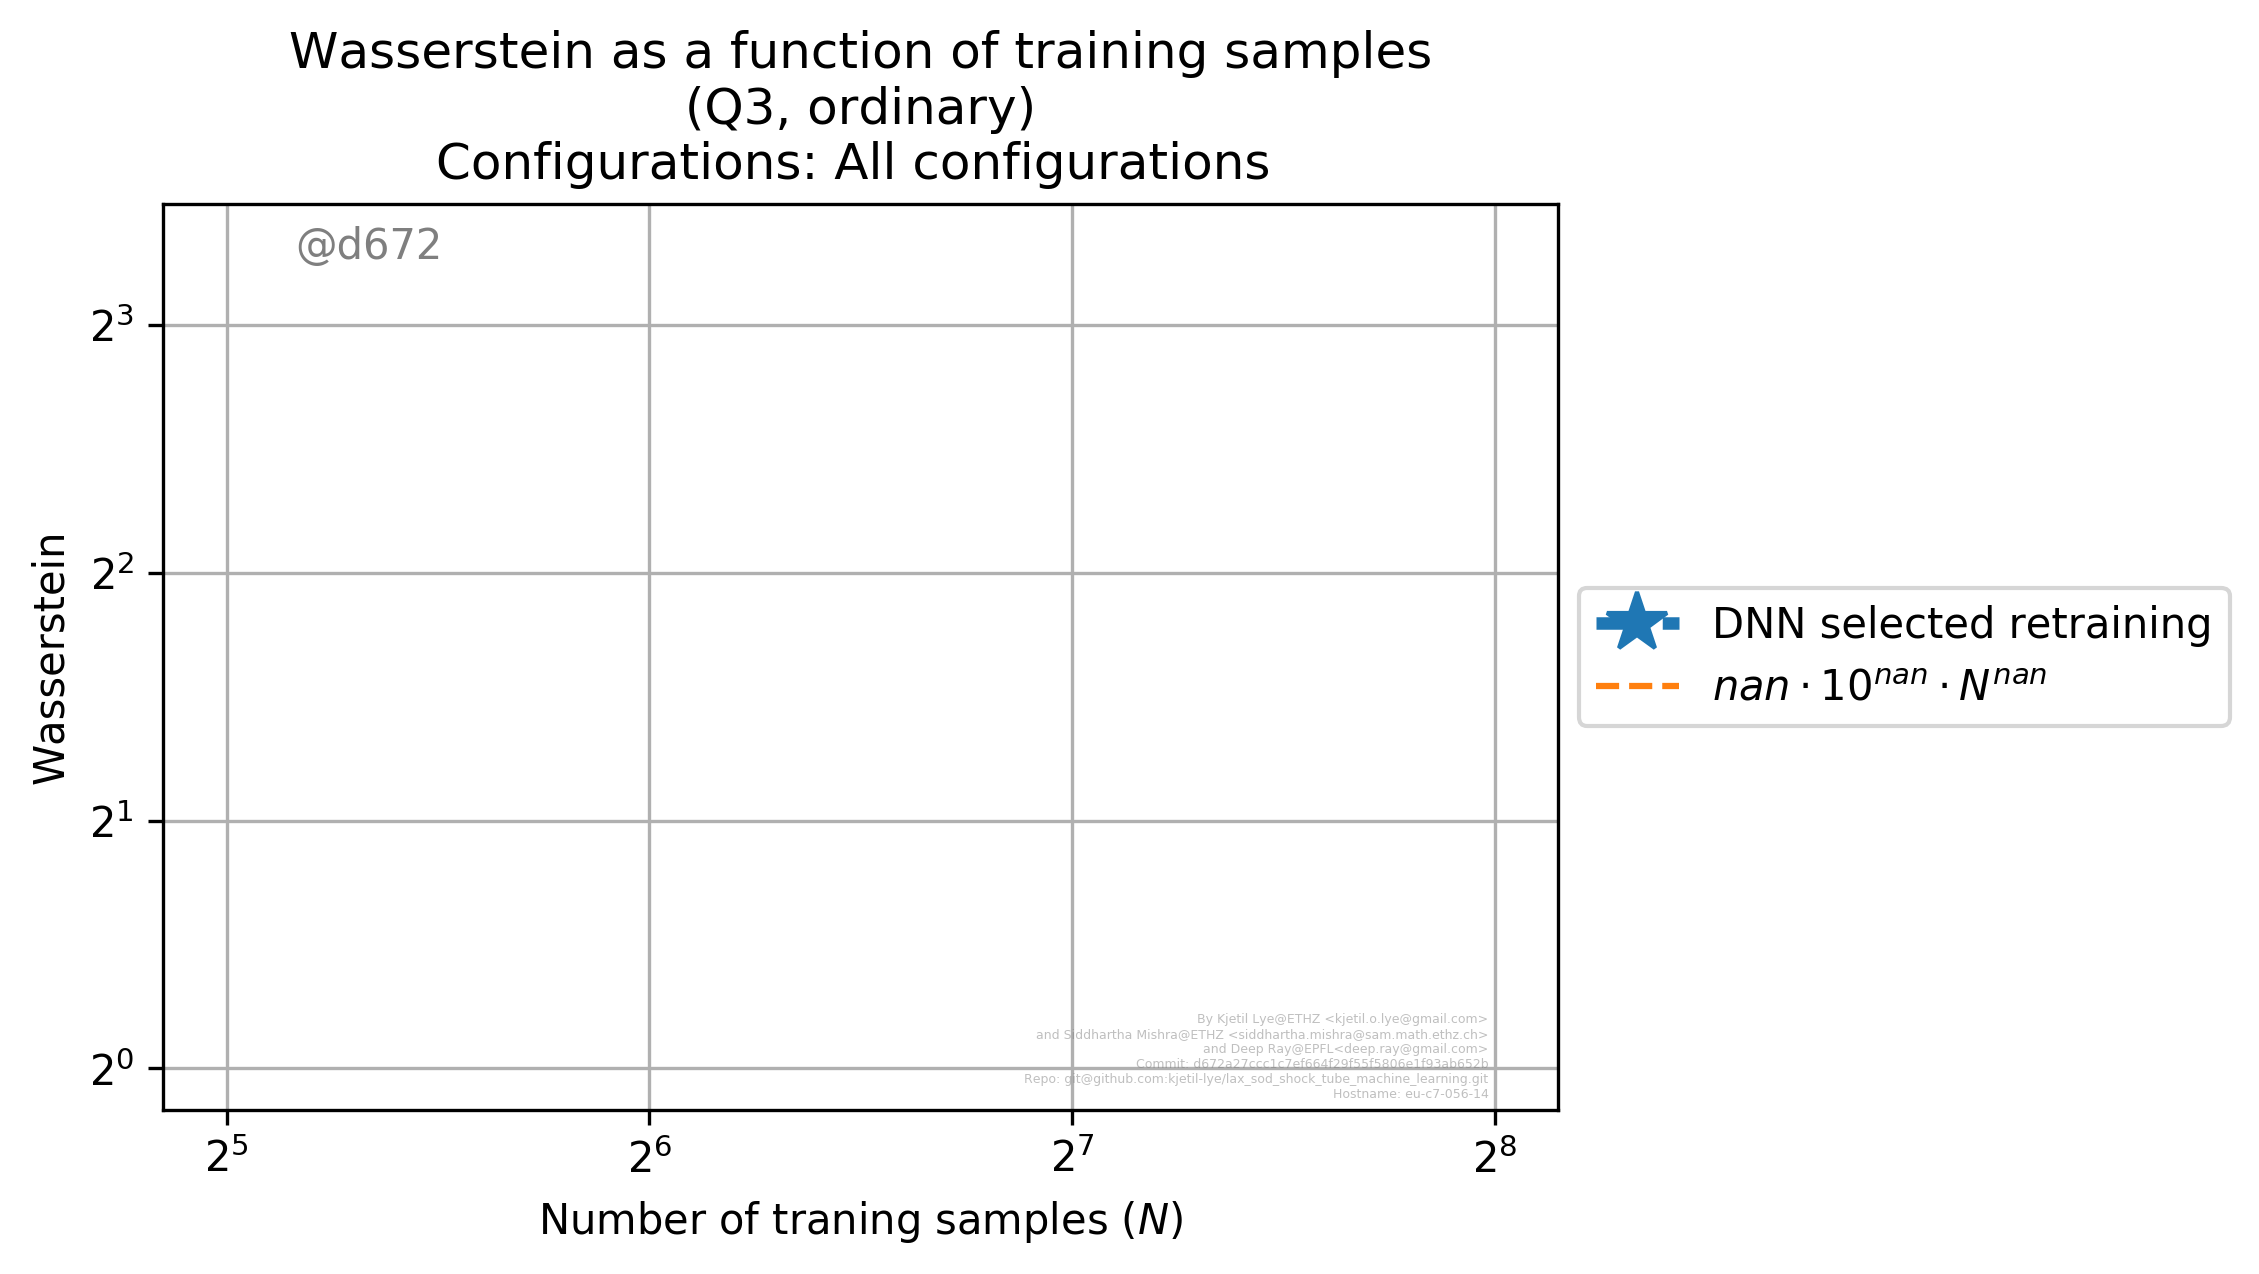 Wasserstein as a function of training samples
(Q3, ordinary)
Configurations: All configurations
@d672
2³
2²
2¹
2⁰
Wasserstein
2⁵ 2⁶ 2⁷ 2⁸
Number of traning samples (N)
DNN selected retraining
nan · 10ⁿᵃⁿ · Nⁿᵃⁿ
By Kjetil Lye@ETHZ <kjetil.o.lye@gmail.com>
and Siddhartha Mishra@ETHZ <siddhartha.mishra@sam.math.ethz.ch>
and Deep Ray@EPFL<deep.ray@gmail.com>
Commit: d672a27ccc1c7ef664f29f55f5806e1f93ab652b
Repo: git@github.com:kjetil-lye/lax_sod_shock_tube_machine_learning.git
Hostname: eu-c7-056-14